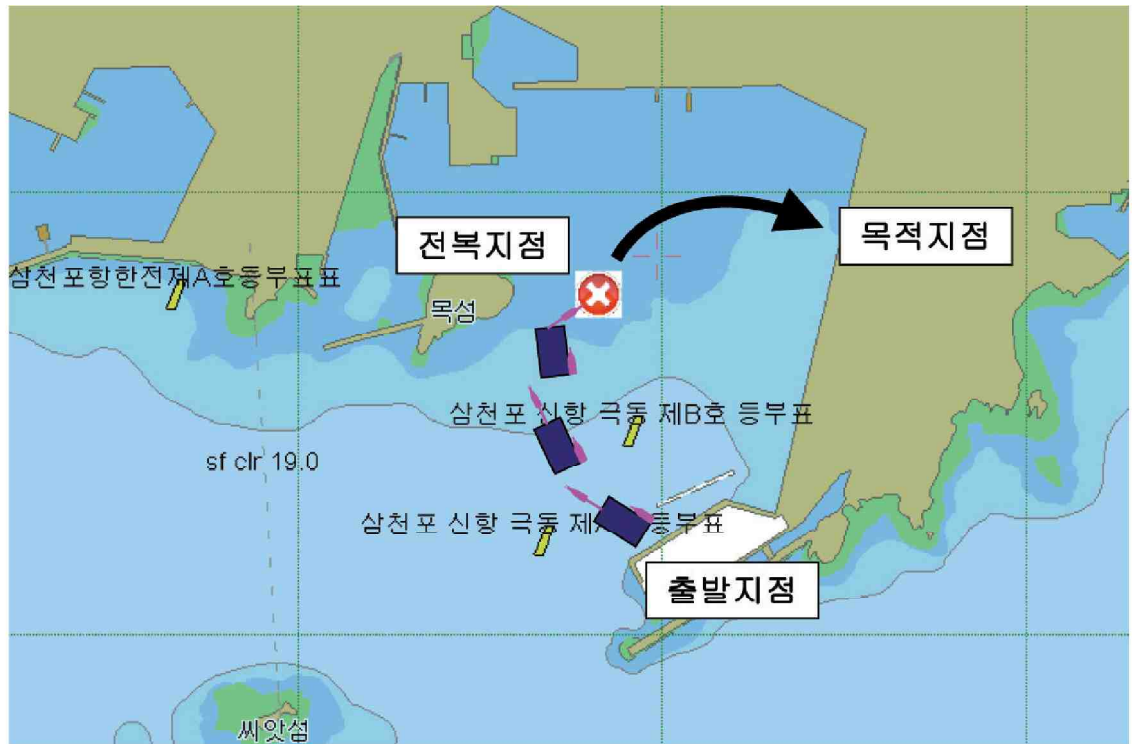 전복지점
목적지점
삼천포항한전제A호등부표표
목섬
삼천포 신항 극동 제B호 등부표
sf clr 19.0
삼천포 신항 극동 제 등부표
출발지점
씨앗섬